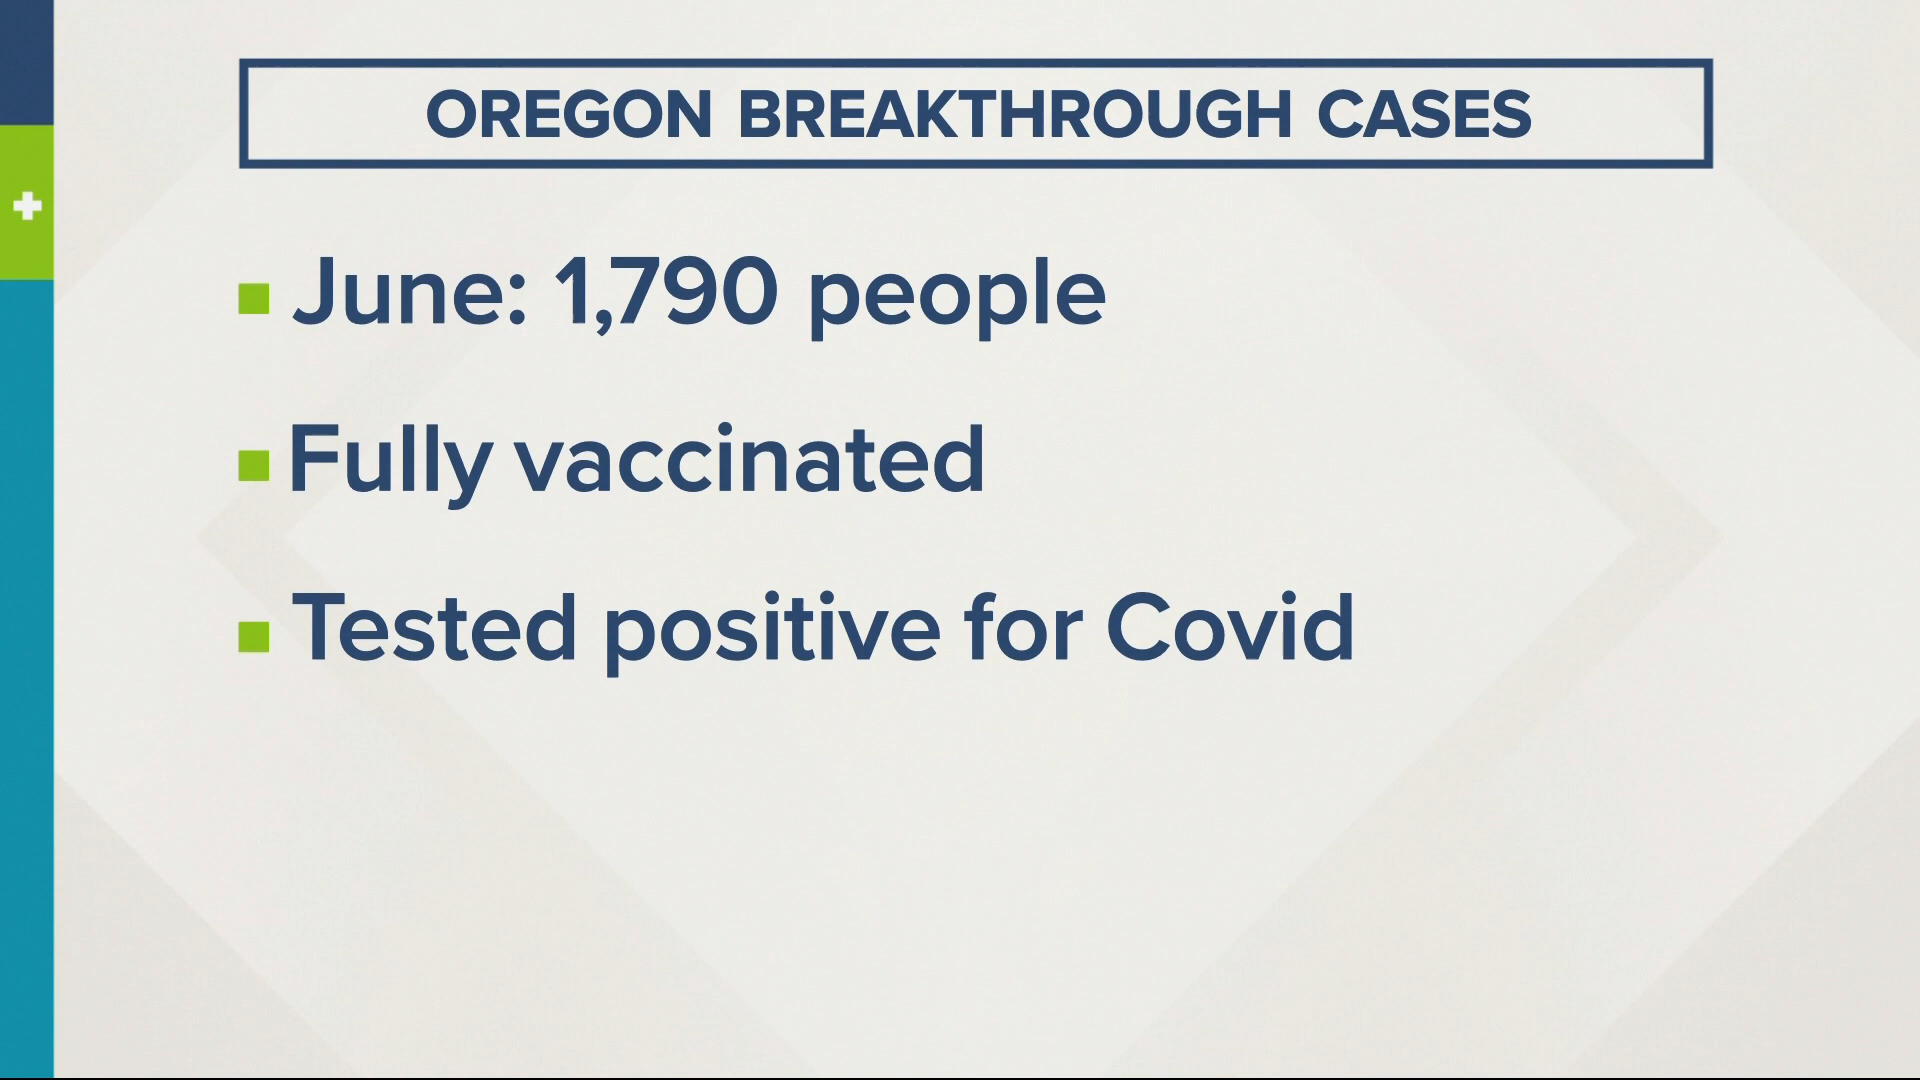 OREGON BREAKTHROUGH CASES
June: 1,790 people
Fully vaccinated
Tested positive for Covid